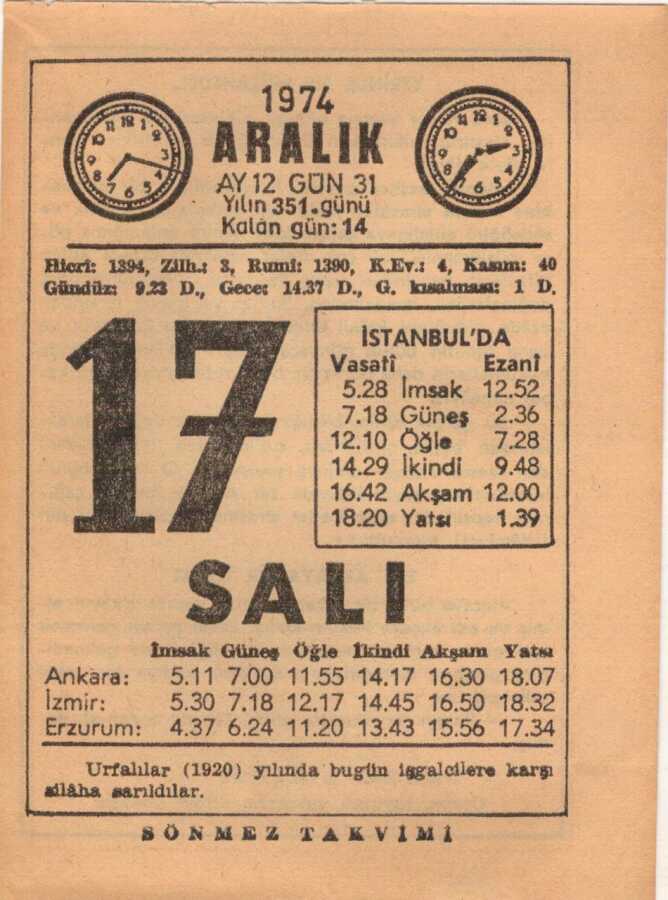 1974
ARALIK
AY 12 GÜN 31
Yılın 351.günü
Kalan gün: 14
Hicrî: 1394, Zilh.: 3, Rumî: 1390, K.Ev.: 4, Kasım: 40
Gündüz: 9.23 D., Gece: 14.37 D., G. kısalması: 1 D.
17
İSTANBUL'DA
Vasatî Ezanî
5.28 İmsak 12.52
7.18 Güneş 2.36
12.10 Öğle 7.28
14.29 İkindi 9.48
16.42 Akşam 12.00
18.20 Yatsı 1.39
SALI
İmsak Güneş Öğle İkindi Akşam Yatsı
Ankara: 5.11 7.00 11.55 14.17 16.30 18.07
İzmir: 5.30 7.18 12.17 14.45 16.50 18.32
Erzurum: 4.37 6.24 11.20 13.43 15.56 17.34
Urfalılar (1920) yılında bugün işgalcilere karşı
silâha sarıldılar.
SÖNMEZ TAKVİMİ